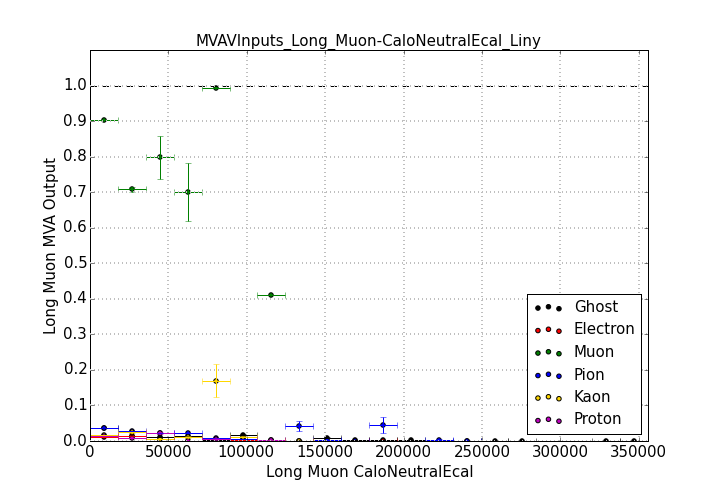 MVAVInputs_Long_Muon-CaloNeutralEcal_Liny
Long Muon MVA Output
1.0
0.9
0.8
0.7
0.6
0.5
0.4
0.3
0.2
0.1
0.0
0 50000 100000 150000 200000 250000 300000 350000
Long Muon CaloNeutralEcal
Ghost
Electron
Muon
Pion
Kaon
Proton